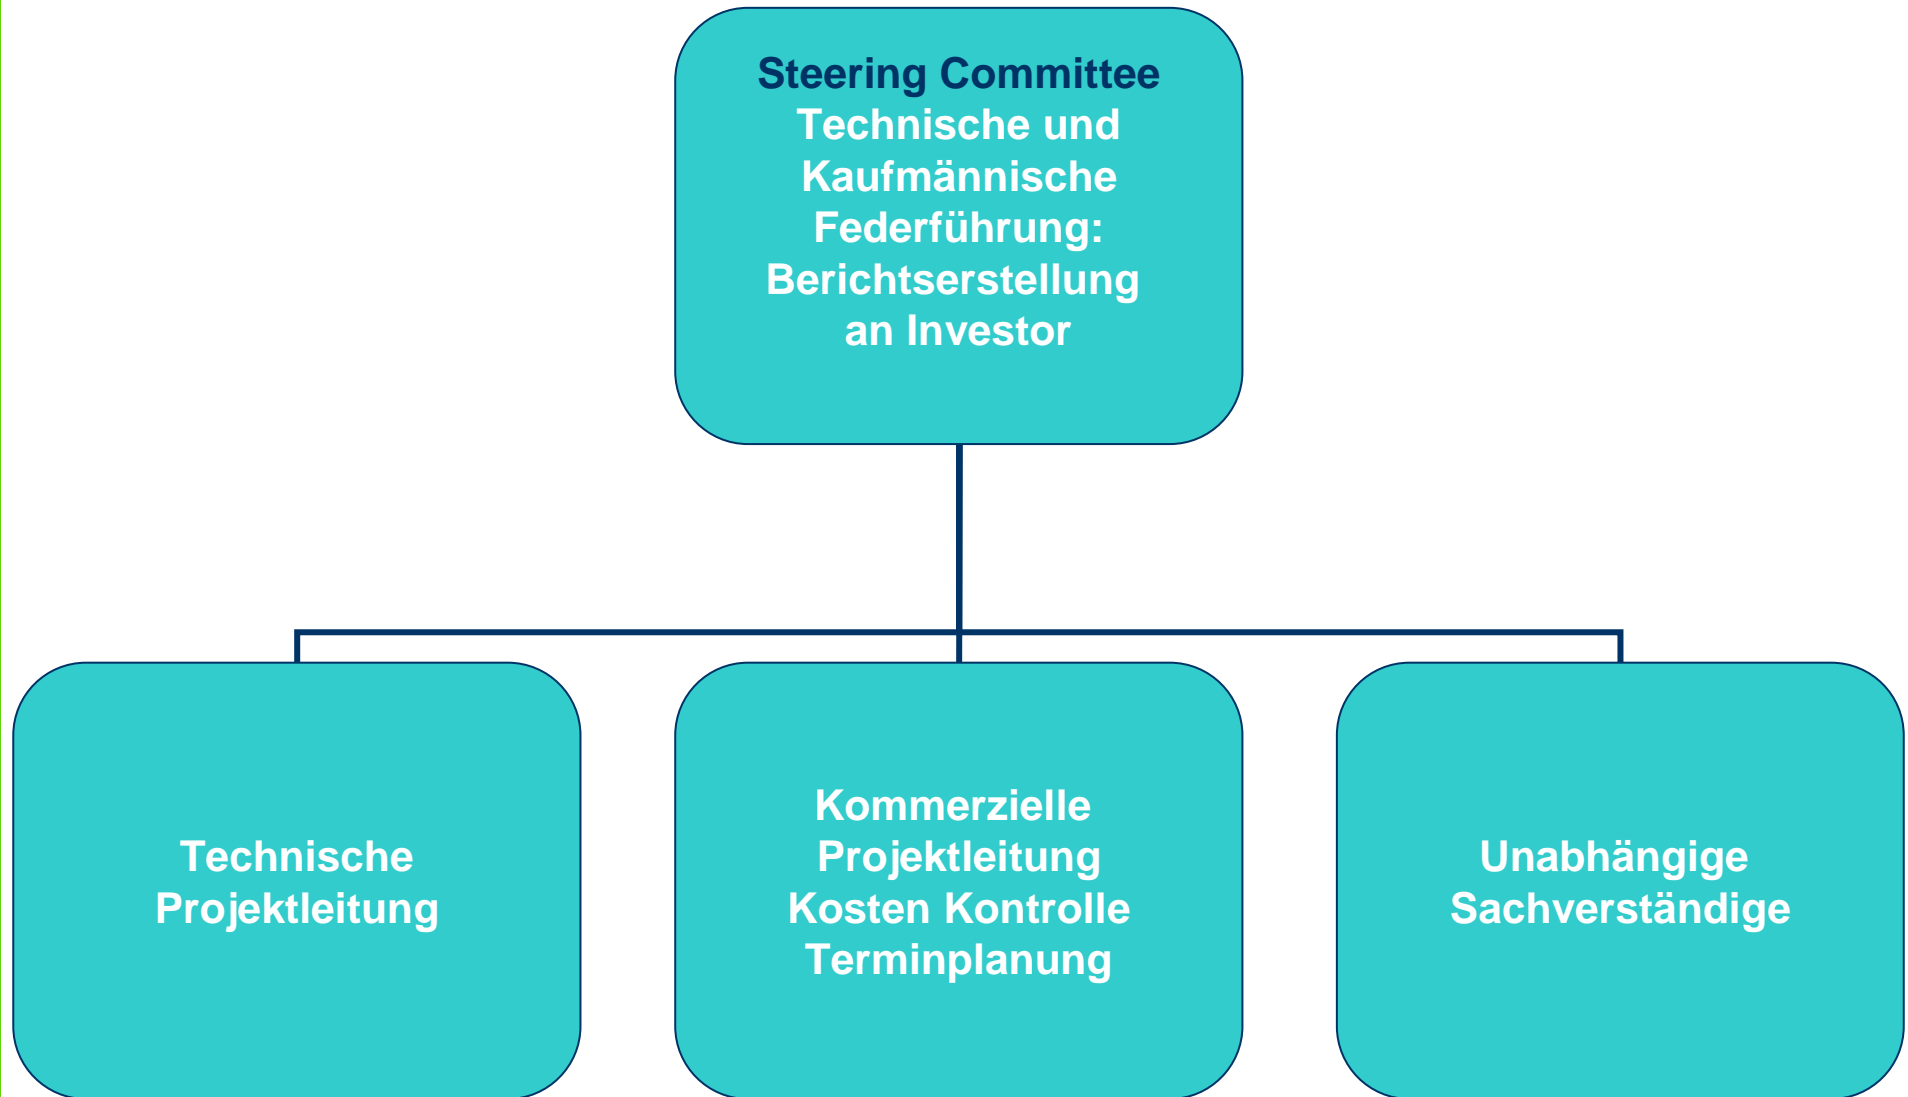 Steering Committee
Technische und
Kaufmännische
Federführung:
Berichtserstellung
an Investor
Technische
Projektleitung
Kommerzielle
Projektleitung
Kosten Kontrolle
Terminplanung
Unabhängige
Sachverständige